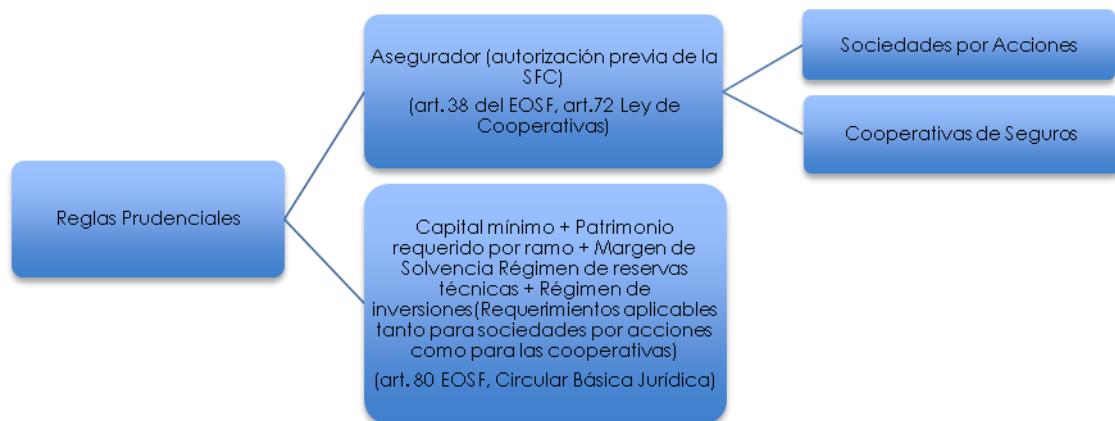 Reglas Prudenciales
Asegurador (autorización previa de la
SFC)
(art. 38 del EOSF, art.72 Ley de
Cooperativas)
Sociedades por Acciones
Cooperativas de Seguros
Capital mínimo + Patrimonio
requerido por ramo + Margen de
Solvencia Régimen de reservas
técnicas + Régimen de
inversiones(Requerimientos aplicables
tanto para sociedades por acciones
como para las cooperativas)
(art. 80 EOSF, Circular Básica Jurídica)